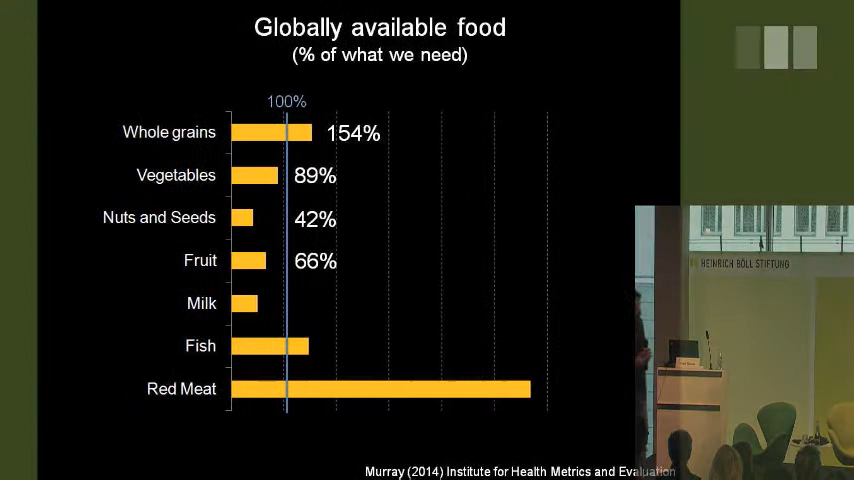 Globally available food
(% of what we need)
100%
Whole grains 154%
Vegetables 89%
Nuts and Seeds 42%
Fruit 66%
Milk
Fish
Red Meat
HEINRICH BÖLL STIFTUNG
Murray (2014) Institute for Health Metrics and Evaluation